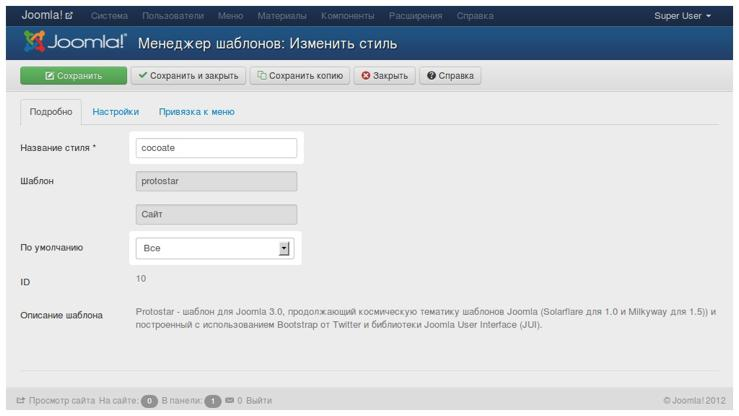 Joomla! Система Пользователи Меню Материалы Компоненты Расширения Справка Super User
Joomla! Менеджер шаблонов: Изменить стиль
Сохранить Сохранить и закрыть Сохранить копию Закрыть Справка
Подробно Настройки Привязка к меню
Название стиля * cocoate
Шаблон protostar
Сайт
По умолчанию Все
ID 10
Описание шаблона Protostar - шаблон для Joomla 3.0, продолжающий космическую тематику шаблонов Joomla (Solarflare для 1.0 и Milkyway для 1.5)) и
построенный с использованием Bootstrap от Twitter и библиотеки Joomla User Interface (JUI).
Просмотр сайта На сайте: 0 В панели: 1 0 Выйти © Joomla! 2012